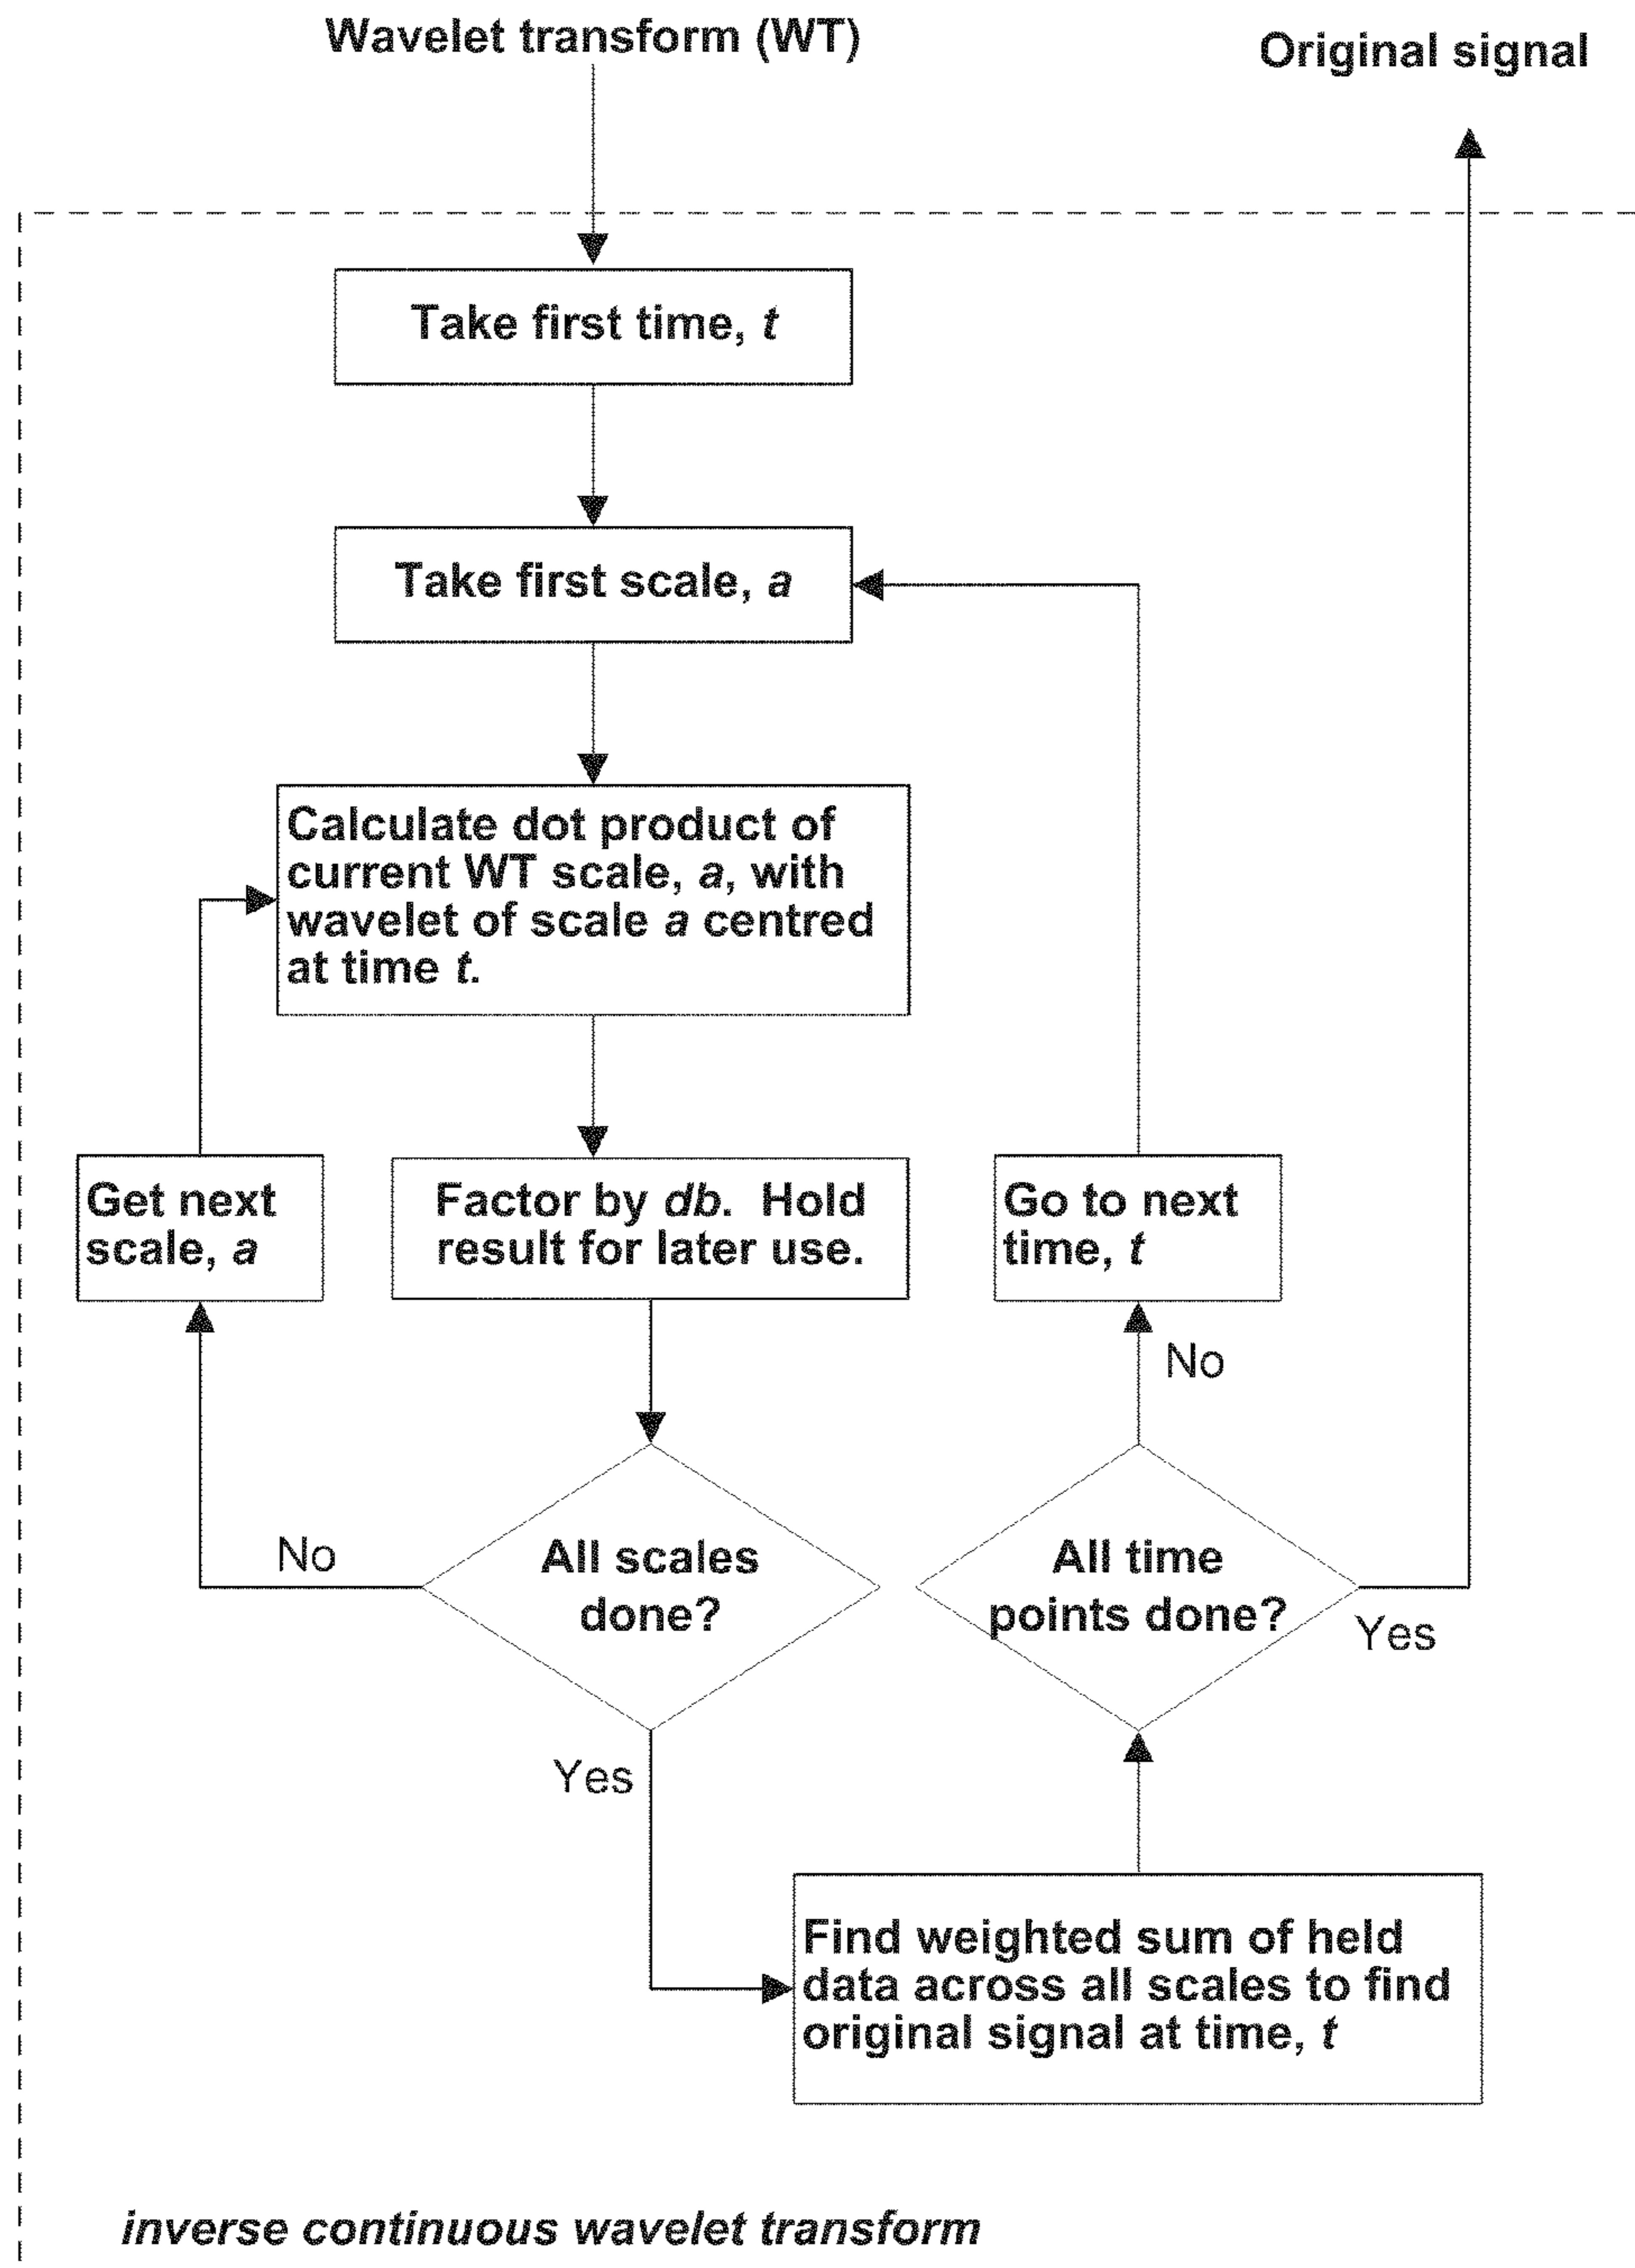 Wavelet transform (WT)
Original signal
Take first time, t
Take first scale, a
Calculate dot product of
current WT scale, a, with
wavelet of scale a centred
at time t.
Get next
scale, a
Factor by db. Hold
result for later use.
Go to next
time, t
No
No
All scales
done?
All time
points done?
Yes
Yes
Find weighted sum of held
data across all scales to find
original signal at time, t
inverse continuous wavelet transform